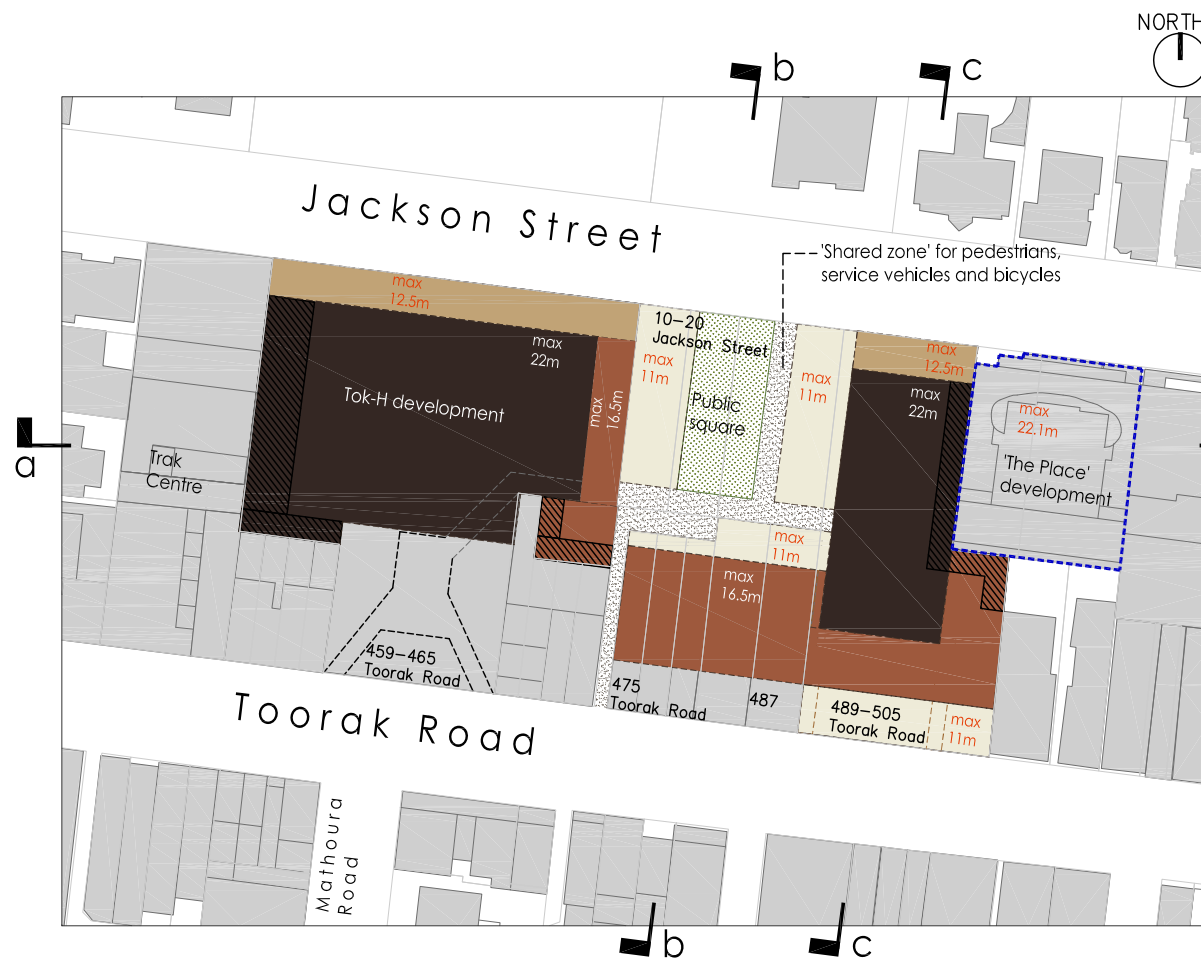 NORTH
b
c
Jackson Street
'Shared zone' for pedestrians,
service vehicles and bicycles
max
12.5m
10-20
Jackson Street
max
22m
max
11m
max
16.5m
Public
square
max
11m
max
12.5m
max
22m
max
22.1m
'The Place'
development
Tok-H development
a
Trak
Centre
max
11m
max
16.5m
459-465
Toorak Road
475
Toorak Road
487
489-505
Toorak Road
max
11m
Toorak Road
Mathoura
Road
b
c